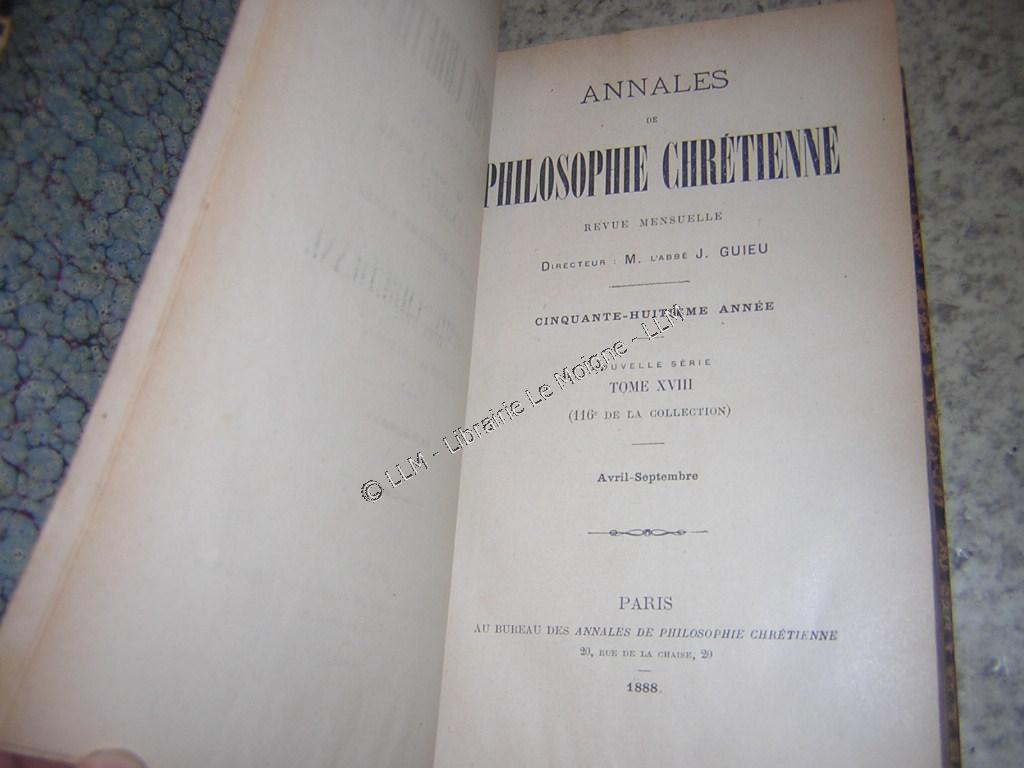 ANNALES
DE
PHILOSOPHIE CHRÉTIENNE
REVUE MENSUELLE
DIRECTEUR : M. L'ABBÉ J. GUIEU
CINQUANTE-HUITIÈME ANNÉE
NOUVELLE SÉRIE
TOME XVIII
(116e DE LA COLLECTION)
Avril-Septembre
PARIS
AU BUREAU DES ANNALES DE PHILOSOPHIE CHRÉTIENNE
20, RUE DE LA CHAISE, 20
1888
© LLM - Librairie Le Moigne - LLM